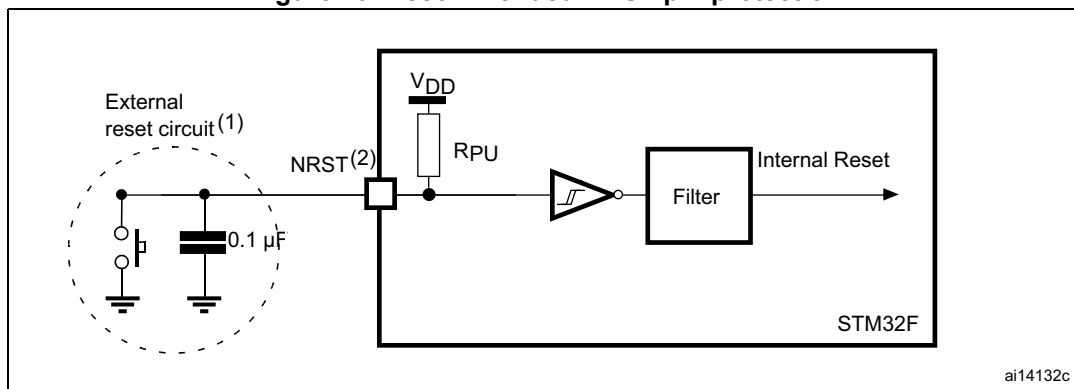 External
reset circuit(1)
VDD
RPU
NRST(2)
Internal Reset
Filter
0.1 µF
STM32F
ai14132c